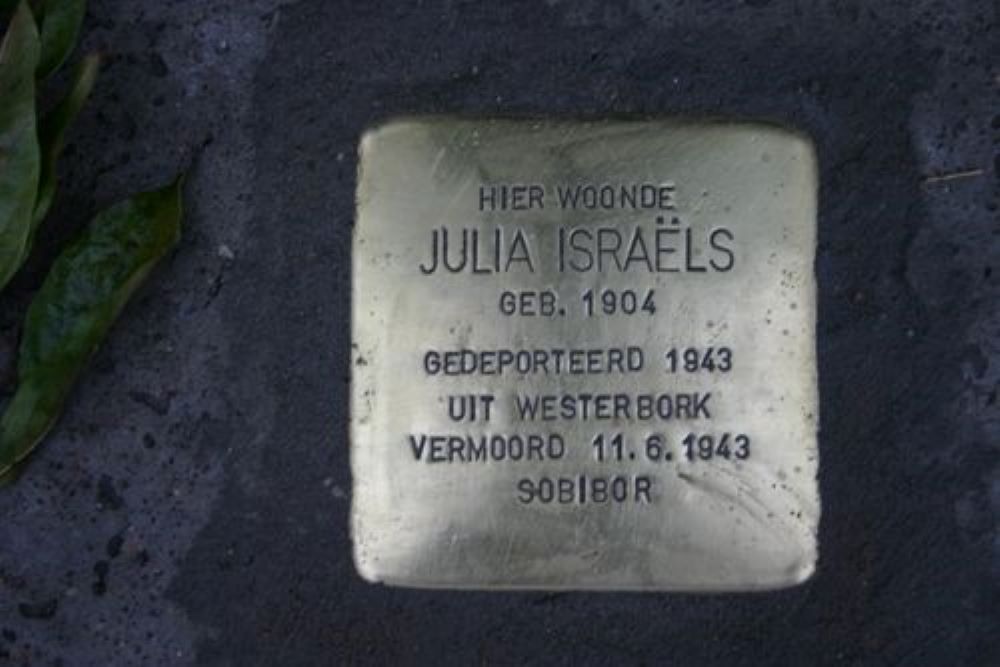 HIER WOONDE
JULIA ISRAËLS
GEB. 1904
GEDEPORTEERD 1943
UIT WESTERBORK
VERMOORD 11.6.1943
SOBIBOR